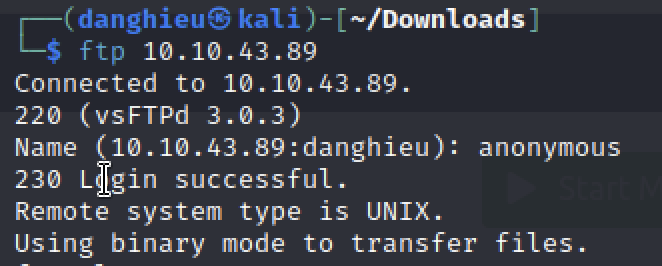 ┌──(danghieu㉿kali)-[~/Downloads]
└─$ ftp 10.10.43.89
Connected to 10.10.43.89.
220 (vsFTPd 3.0.3)
Name (10.10.43.89:danghieu): anonymous
230 Login successful.
Remote system type is UNIX.
Using binary mode to transfer files.
Start M